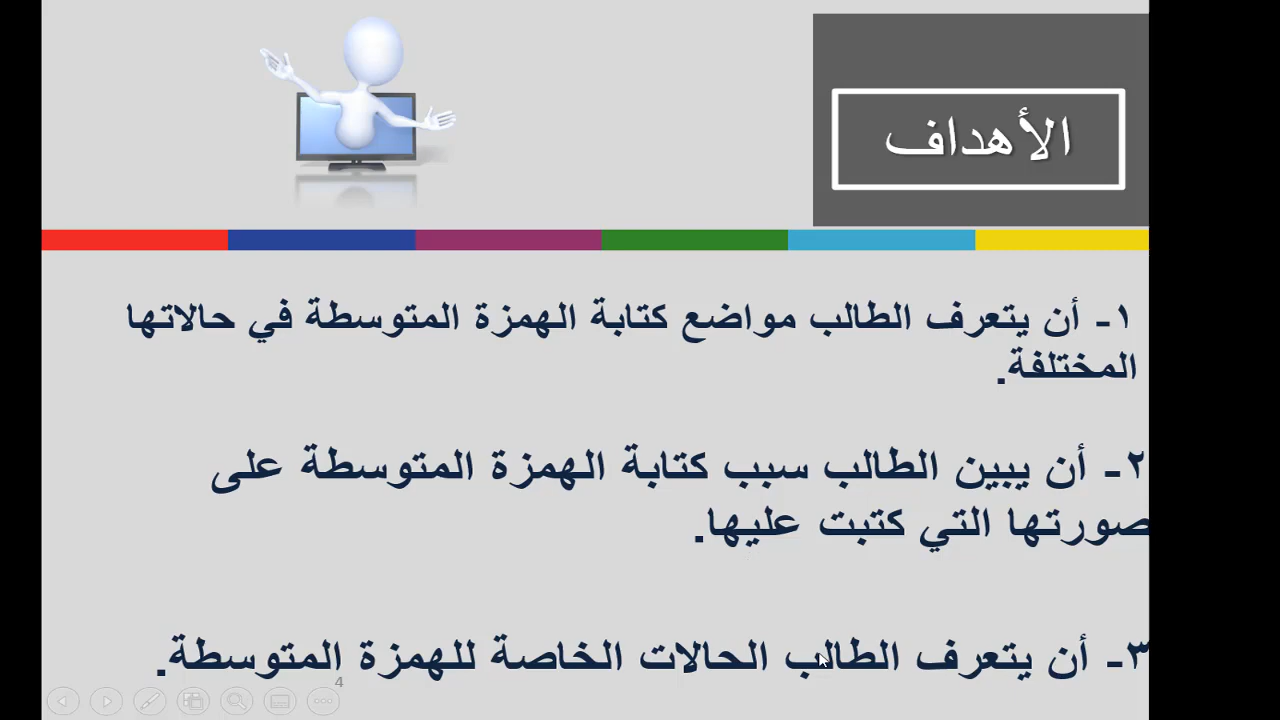 الأهداف
١- أن يتعرف الطالب مواضع كتابة الهمزة المتوسطة في حالاتها
المختلفة.
٢- أن يبين الطالب سبب كتابة الهمزة المتوسطة على
صورتها التي كتبت عليها.
٣- أن يتعرف الطالب الحالات الخاصة للهمزة المتوسطة.
4